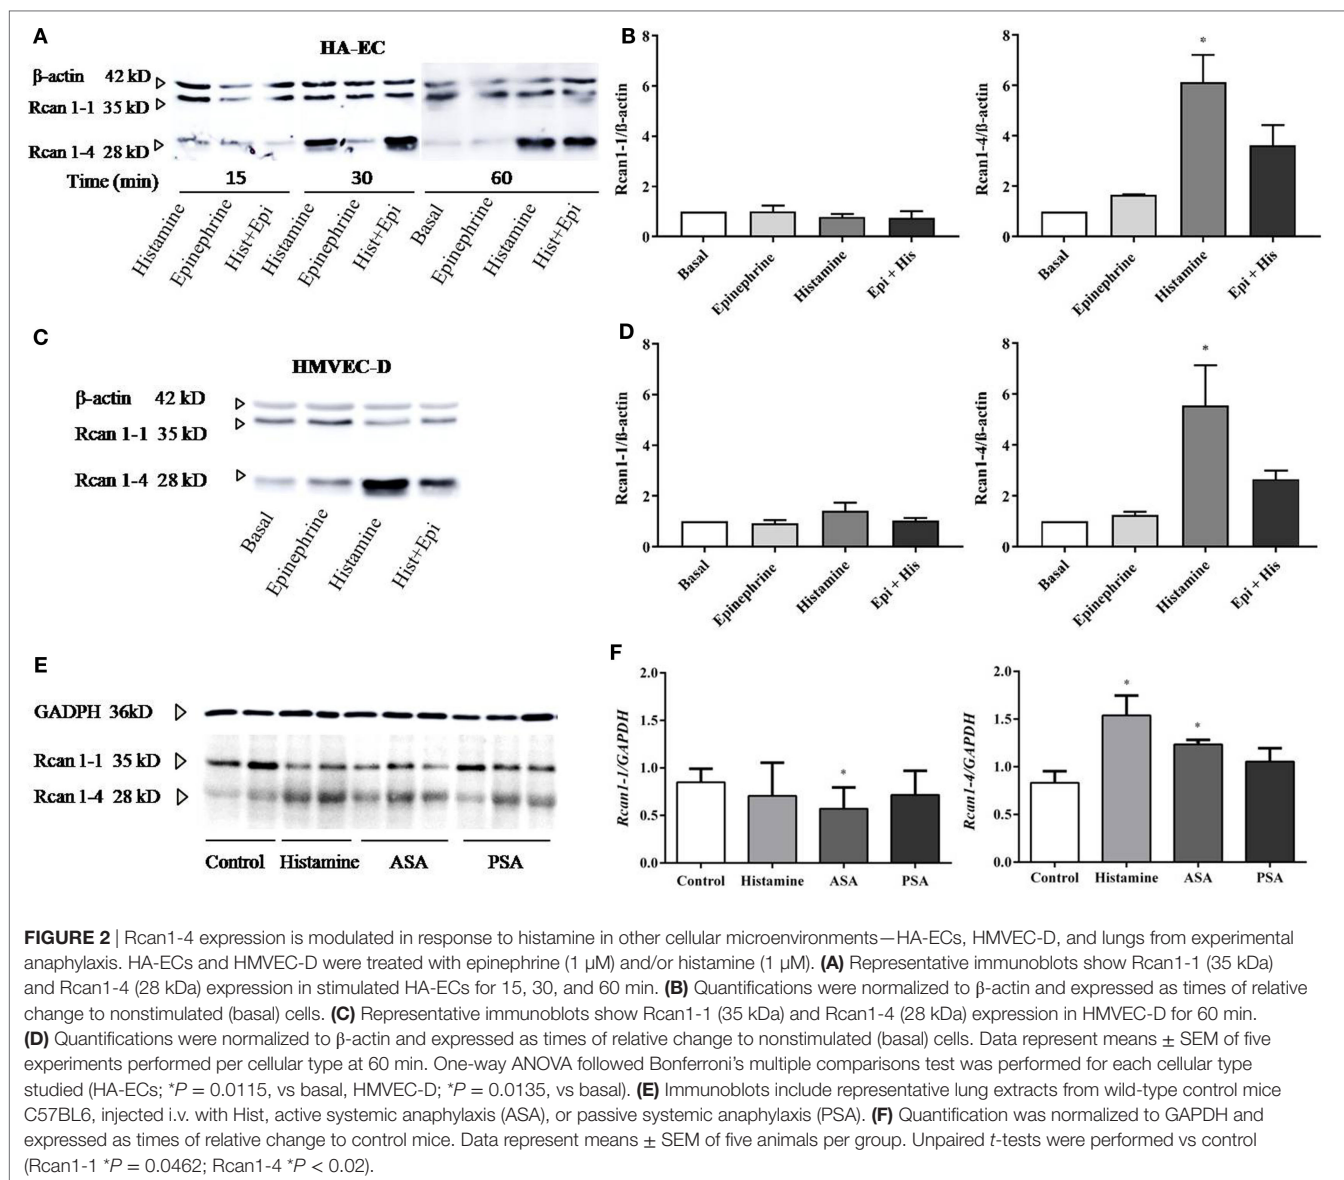 A
HA-EC
β-actin 42 kD
Rcan 1-1 35 kD
Rcan 1-4 28 kD
Time (min) 15 30 60
Histamine Epinephrine Hist+Epi Histamine Epinephrine Hist+Epi Basal Epinephrine Histamine Hist+Epi
B
Rcan1-1/ß-actin
8
6
4
2
0
Basal Epinephrine Histamine Epi + His
Rcan1-4/ß-actin
8
6
4
2
0
*
Basal Epinephrine Histamine Epi + His
C
HMVEC-D
β-actin 42 kD
Rcan 1-1 35 kD
Rcan 1-4 28 kD
Basal Epinephrine Histamine Hist+Epi
D
Rcan1-1/ß-actin
8
6
4
2
0
Basal Epinephrine Histamine Epi + His
Rcan1-4/ß-actin
8
6
4
2
0
*
Basal Epinephrine Histamine Epi + His
E
GADPH 36kD
Rcan 1-1 35 kD
Rcan 1-4 28 kD
Control Histamine ASA PSA
F
Rcan1-1/GAPDH
2.0
1.5
1.0
0.5
0.0
*
Control Histamine ASA PSA
Rcan1-4/GAPDH
2.0
1.5
1.0
0.5
0.0
* *
Control Histamine ASA PSA
FIGURE 2 | Rcan1-4 expression is modulated in response to histamine in other cellular microenvironments—HA-ECs, HMVEC-D, and lungs from experimental
anaphylaxis. HA-ECs and HMVEC-D were treated with epinephrine (1 µM) and/or histamine (1 µM). (A) Representative immunoblots show Rcan1-1 (35 kDa)
and Rcan1-4 (28 kDa) expression in stimulated HA-ECs for 15, 30, and 60 min. (B) Quantifications were normalized to β-actin and expressed as times of relative
change to nonstimulated (basal) cells. (C) Representative immunoblots show Rcan1-1 (35 kDa) and Rcan1-4 (28 kDa) expression in HMVEC-D for 60 min.
(D) Quantifications were normalized to β-actin and expressed as times of relative change to nonstimulated (basal) cells. Data represent means ± SEM of five
experiments performed per cellular type at 60 min. One-way ANOVA followed Bonferroni's multiple comparisons test was performed for each cellular type
studied (HA-ECs; *P = 0.0115, vs basal, HMVEC-D; *P = 0.0135, vs basal). (E) Immunoblots include representative lung extracts from wild-type control mice
C57BL6, injected i.v. with Hist, active systemic anaphylaxis (ASA), or passive systemic anaphylaxis (PSA). (F) Quantification was normalized to GAPDH and
expressed as times of relative change to control mice. Data represent means ± SEM of five animals per group. Unpaired t-tests were performed vs control
(Rcan1-1 *P = 0.0462; Rcan1-4 *P < 0.02).